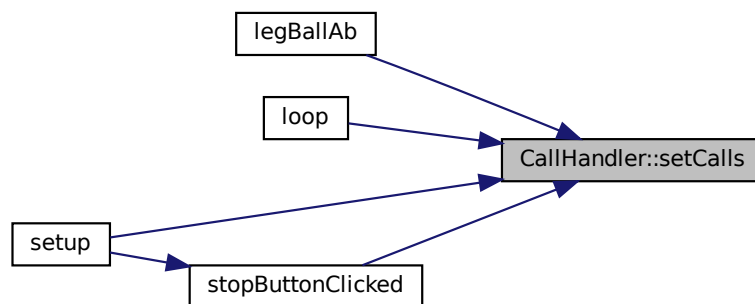 legBallAb
loop
CallHandler::setCalls
setup
stopButtonClicked